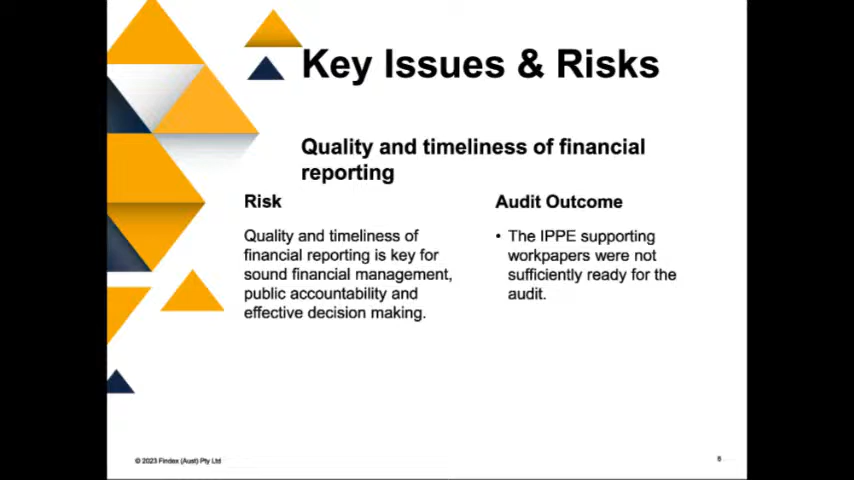 Key Issues & Risks
Quality and timeliness of financial
reporting
Risk
Quality and timeliness of
financial reporting is key for
sound financial management,
public accountability and
effective decision making.
Audit Outcome
• The IPPE supporting
workpapers were not
sufficiently ready for the
audit.
© 2023 Findex (Aust) Pty Ltd